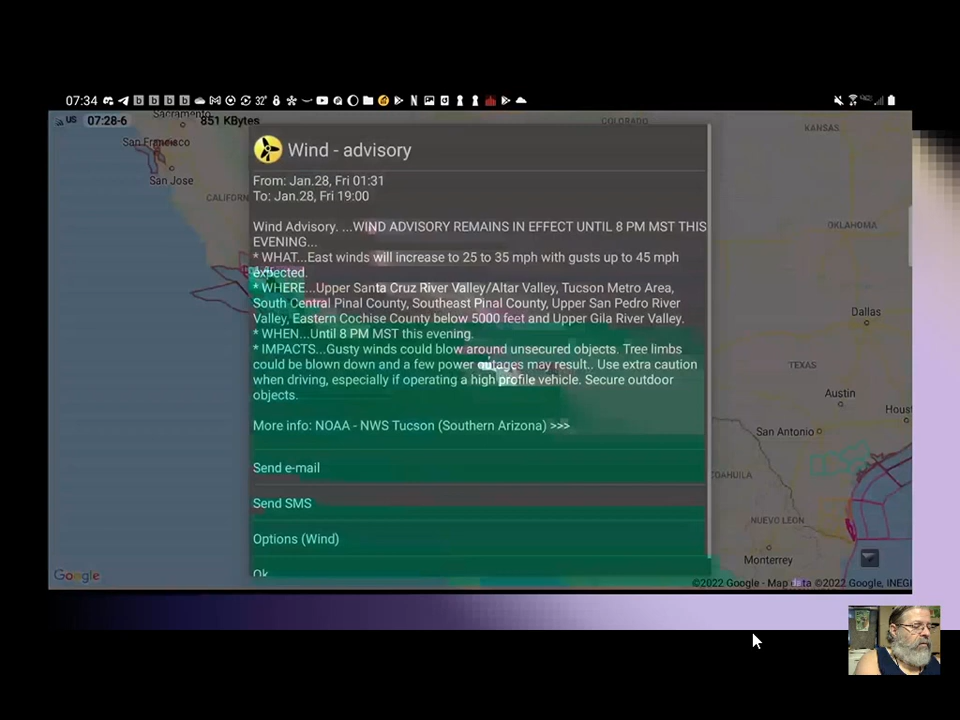 07:34
32°
US 07:28-6
851 KBytes
Sacramento
San Francisco
San Jose
COLORADO
KANSAS
OKLAHOMA
Dallas
TEXAS
Austin
San Antonio
NUEVO LEON
Monterrey
Wind - advisory
From: Jan.28, Fri 01:31
To: Jan.28, Fri 19:00
Wind Advisory. ...WIND ADVISORY REMAINS IN EFFECT UNTIL 8 PM MST THIS
EVENING...
* WHAT...East winds will increase to 25 to 35 mph with gusts up to 45 mph
expected.
* WHERE...Upper Santa Cruz River Valley/Altar Valley, Tucson Metro Area,
South Central Pinal County, Southeast Pinal County, Upper San Pedro River
Valley, Eastern Cochise County below 5000 feet and Upper Gila River Valley.
* WHEN...Until 8 PM MST this evening.
* IMPACTS...Gusty winds could blow around unsecured objects. Tree limbs
could be blown down and a few power outages may result.. Use extra caution
when driving, especially if operating a high profile vehicle. Secure outdoor
objects.
More info: NOAA - NWS Tucson (Southern Arizona) >>>
Send e-mail
Send SMS
Options (Wind)
Ok
Google
©2022 Google - Map data ©2022 Google, INEGI